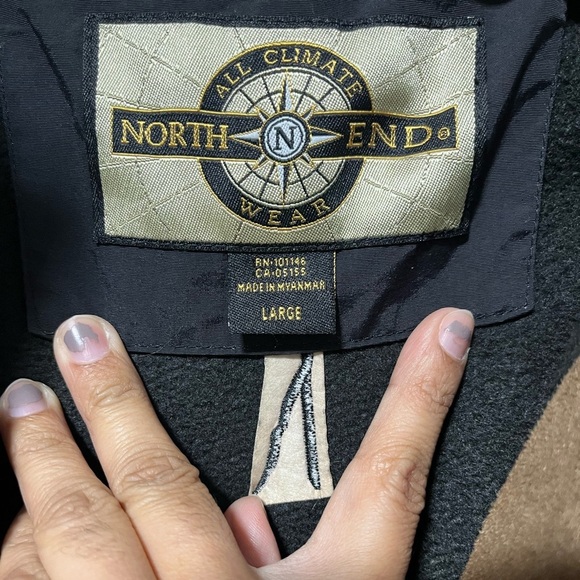 ALL CLIMATE
NORTH N END®
WEAR
RN·101146
CA·05155
MADE IN MYANMAR
LARGE